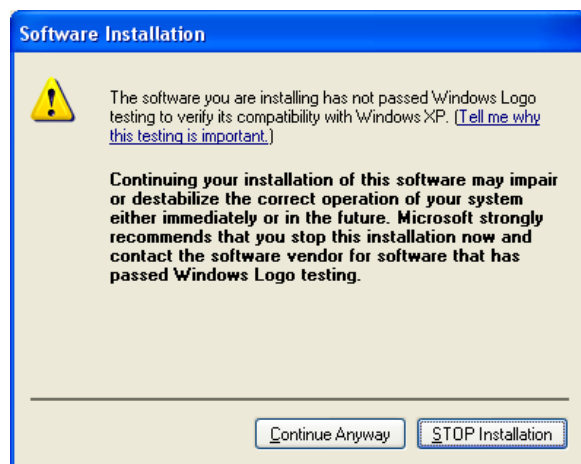 Software Installation
The software you are installing has not passed Windows Logo
testing to verify its compatibility with Windows XP. (Tell me why
this testing is important.)
Continuing your installation of this software may impair
or destabilize the correct operation of your system
either immediately or in the future. Microsoft strongly
recommends that you stop this installation now and
contact the software vendor for software that has
passed Windows Logo testing.
Continue Anyway
STOP Installation